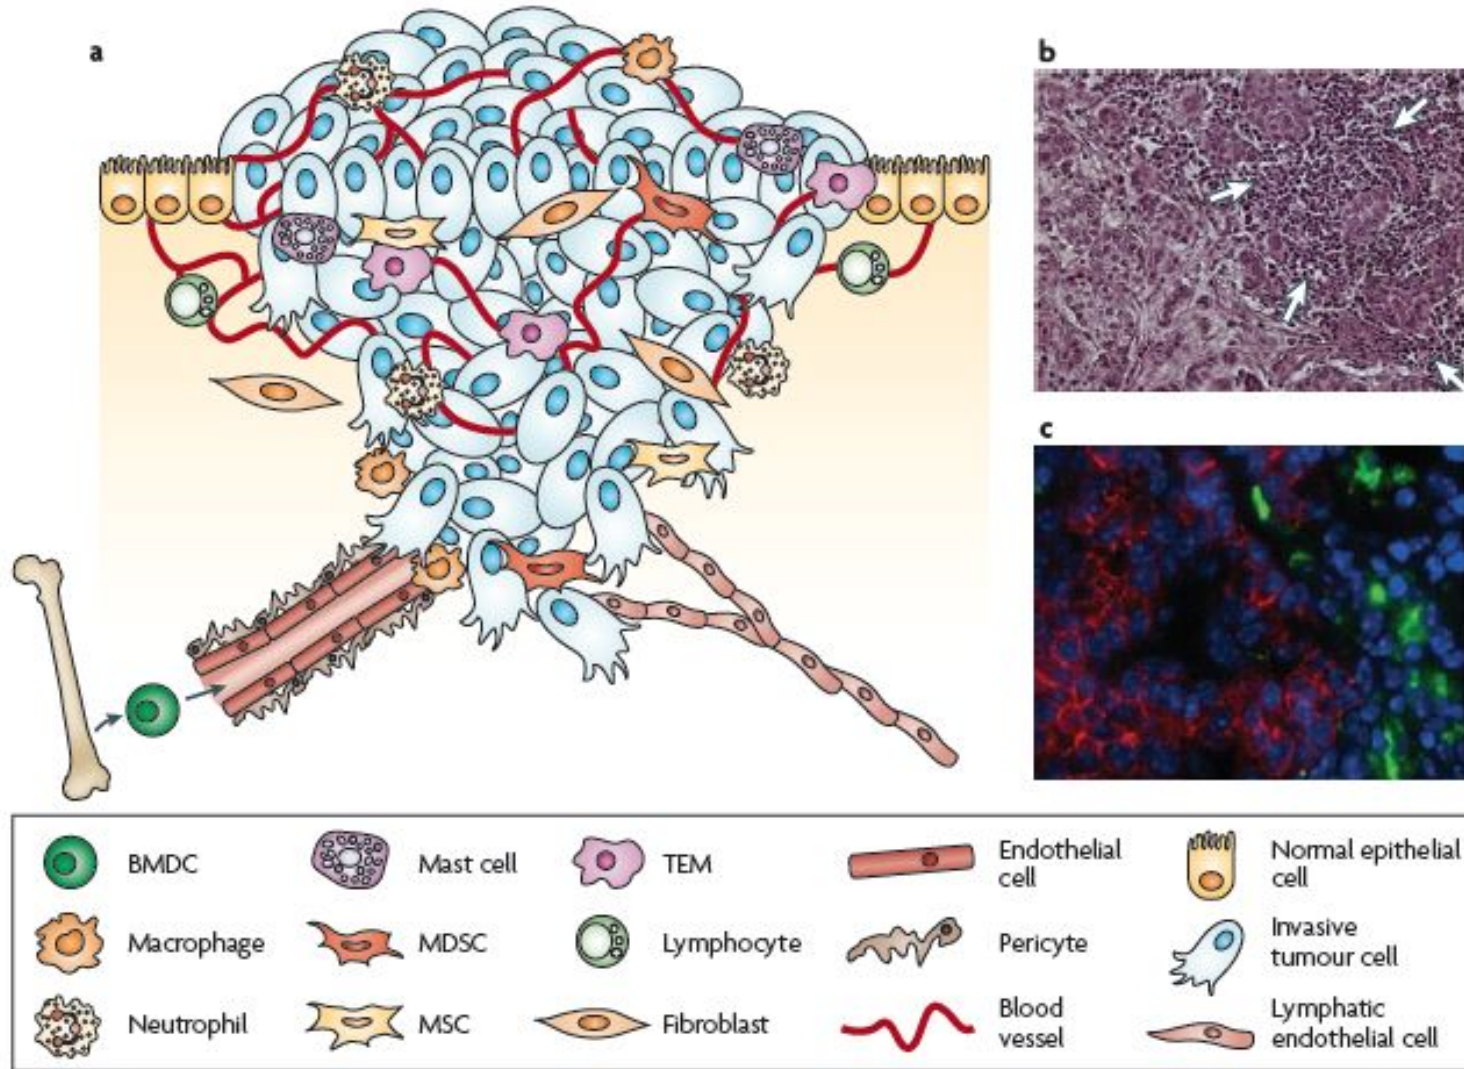 a
b
c
BMDC
Mast cell
TEM
Endothelial
cell
Normal epithelial
cell
Macrophage
MDSC
Lymphocyte
Pericyte
Invasive
tumour cell
Neutrophil
MSC
Fibroblast
Blood
vessel
Lymphatic
endothelial cell